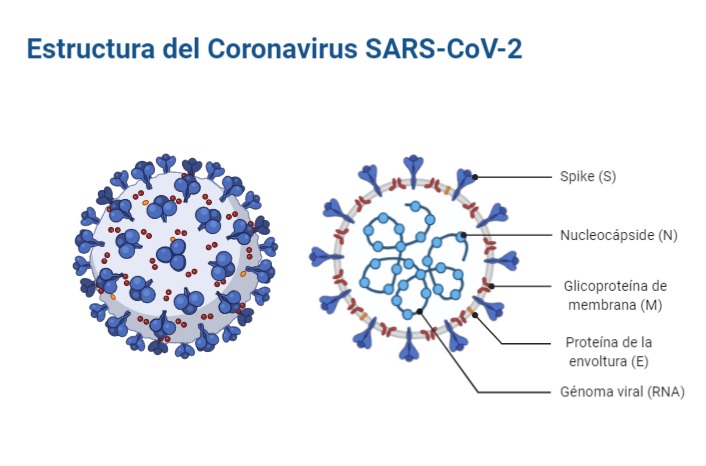 Estructura del Coronavirus SARS-CoV-2
Spike (S)
Nucleocápside (N)
Glicoproteína de
membrana (M)
Proteína de la
envoltura (E)
Génoma viral (RNA)